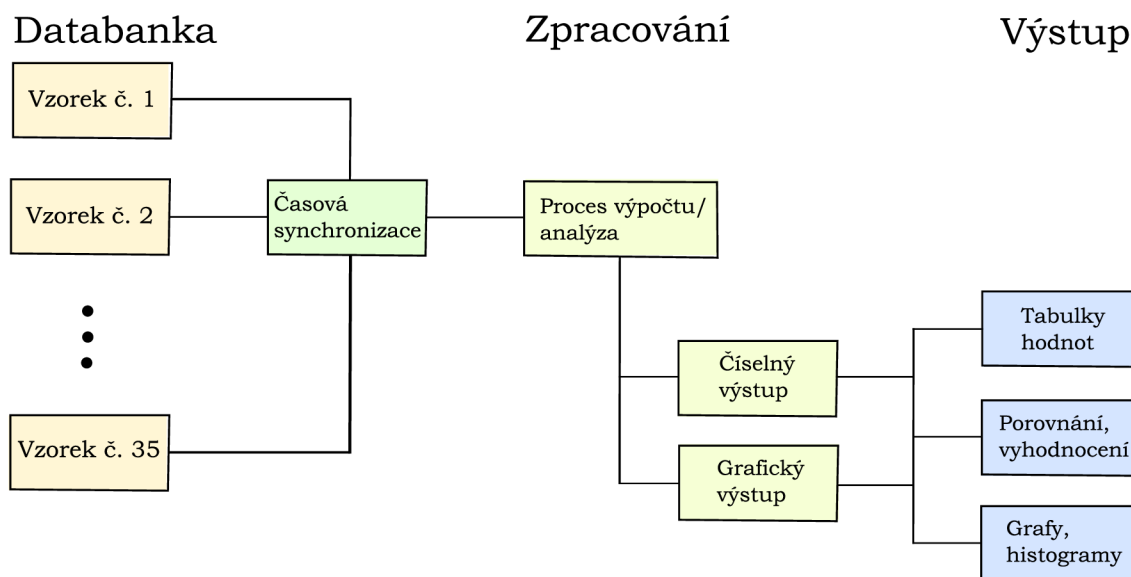 Databanka
Zpracování
Výstup
Vzorek č. 1
Vzorek č. 2
Časová
synchronizace
Proces výpočtu/
analýza
Vzorek č. 35
Číselný
výstup
Grafický
výstup
Tabulky
hodnot
Porovnání,
vyhodnocení
Grafy,
histogramy